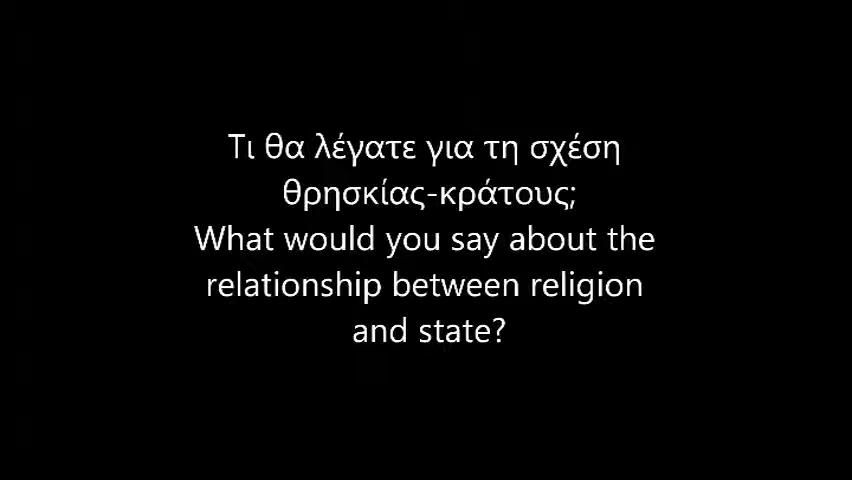 Τι θα λέγατε για τη σχέση
θρησκίας-κράτους;
What would you say about the
relationship between religion
and state?